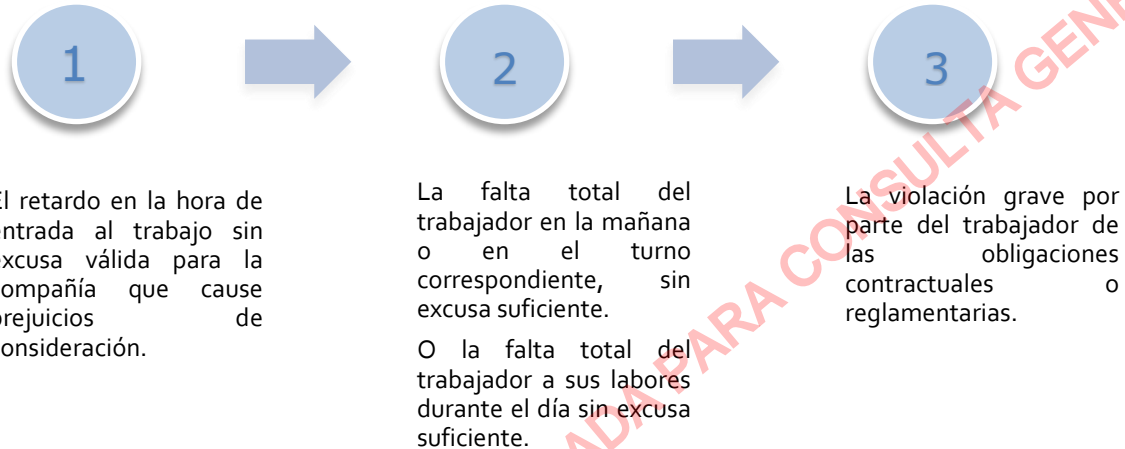 1
2
3
El retardo en la hora de
entrada al trabajo sin
excusa válida para la
compañía que cause
prejuicios de
consideración.
La falta total del
trabajador en la mañana
o en el turno
correspondiente, sin
excusa suficiente.
O la falta total del
trabajador a sus labores
durante el día sin excusa
suficiente.
La violación grave por
parte del trabajador de
las obligaciones
contractuales o
reglamentarias.
PARA CONSULTA